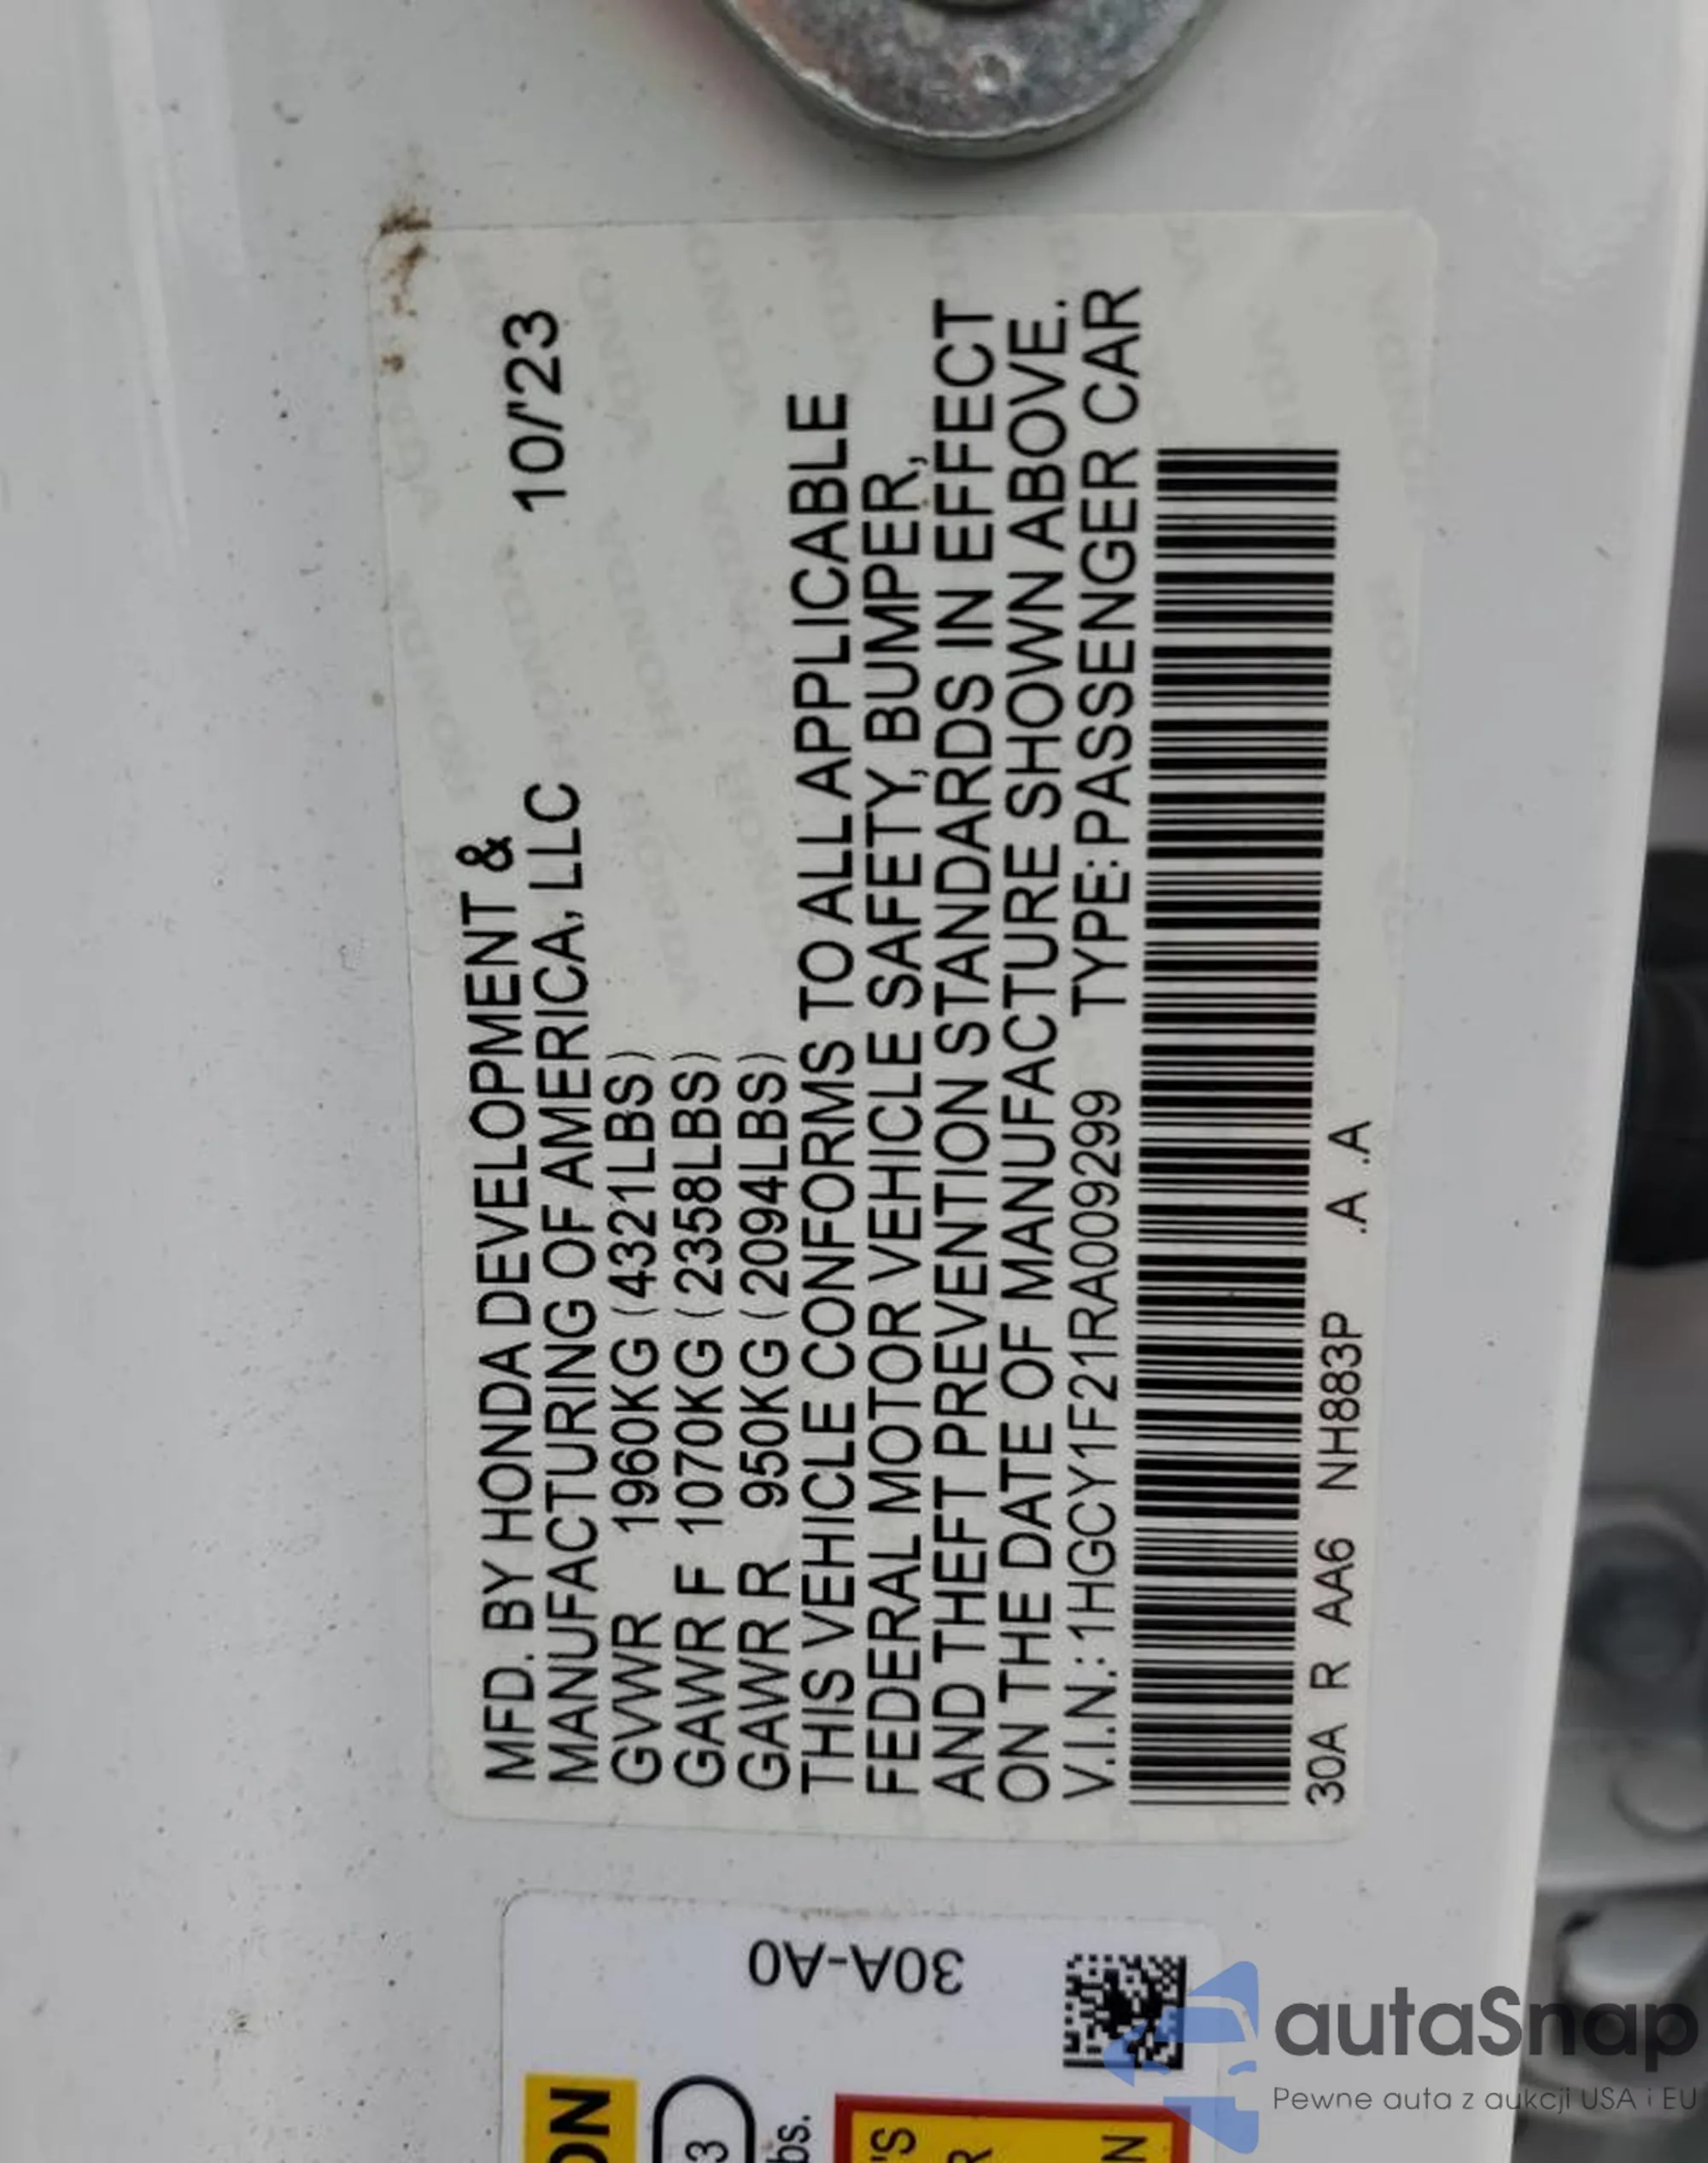 MFD. BY HONDA DEVELOPMENT &
MANUFACTURING OF AMERICA, LLC 10/'23
GVWR 1960KG (4321LBS)
GAWR F 1070KG (2358LBS)
GAWR R 950KG (2094LBS)
THIS VEHICLE CONFORMS TO ALL APPLICABLE
FEDERAL MOTOR VEHICLE SAFETY, BUMPER,
AND THEFT PREVENTION STANDARDS IN EFFECT
ON THE DATE OF MANUFACTURE SHOWN ABOVE.
V.I.N.: 1HGCY1F21RA009299 TYPE:PASSENGER CAR
30A R AA6 NH883P .A .A
30A-A0
autaSnap
Pewne auta z aukcji USA i EU